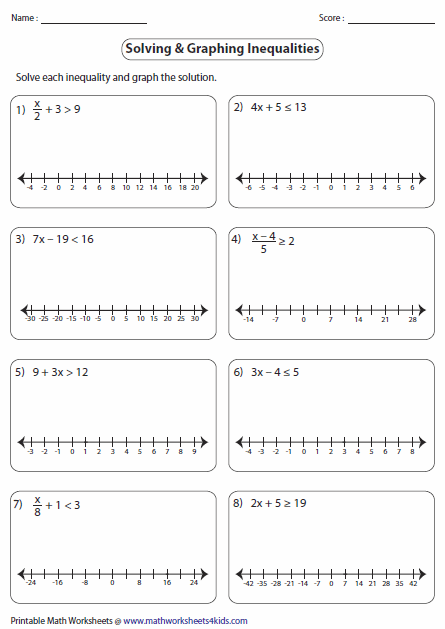 Name : Score :
Solving & Graphing Inequalities
Solve each inequality and graph the solution.
1) x/2 + 3 > 9
-4 -2 0 2 4 6 8 10 12 14 16 18 20
2) 4x + 5 ≤ 13
-6 -5 -4 -3 -2 -1 0 1 2 3 4 5 6
3) 7x − 19 < 16
-30 -25 -20 -15 -10 -5 0 5 10 15 20 25 30
4) x − 4/5 ≥ 2
-14 -7 0 7 14 21 28
5) 9 + 3x > 12
-3 -2 -1 0 1 2 3 4 5 6 7 8 9
6) 3x − 4 ≤ 5
-4 -3 -2 -1 0 1 2 3 4 5 6 7 8
7) x/8 + 1 < 3
-24 -16 -8 0 8 16 24
8) 2x + 5 ≥ 19
-42 -35 -28 -21 -14 -7 0 7 14 21 28 35 42
Printable Math Worksheets @ www.mathworksheets4kids.com